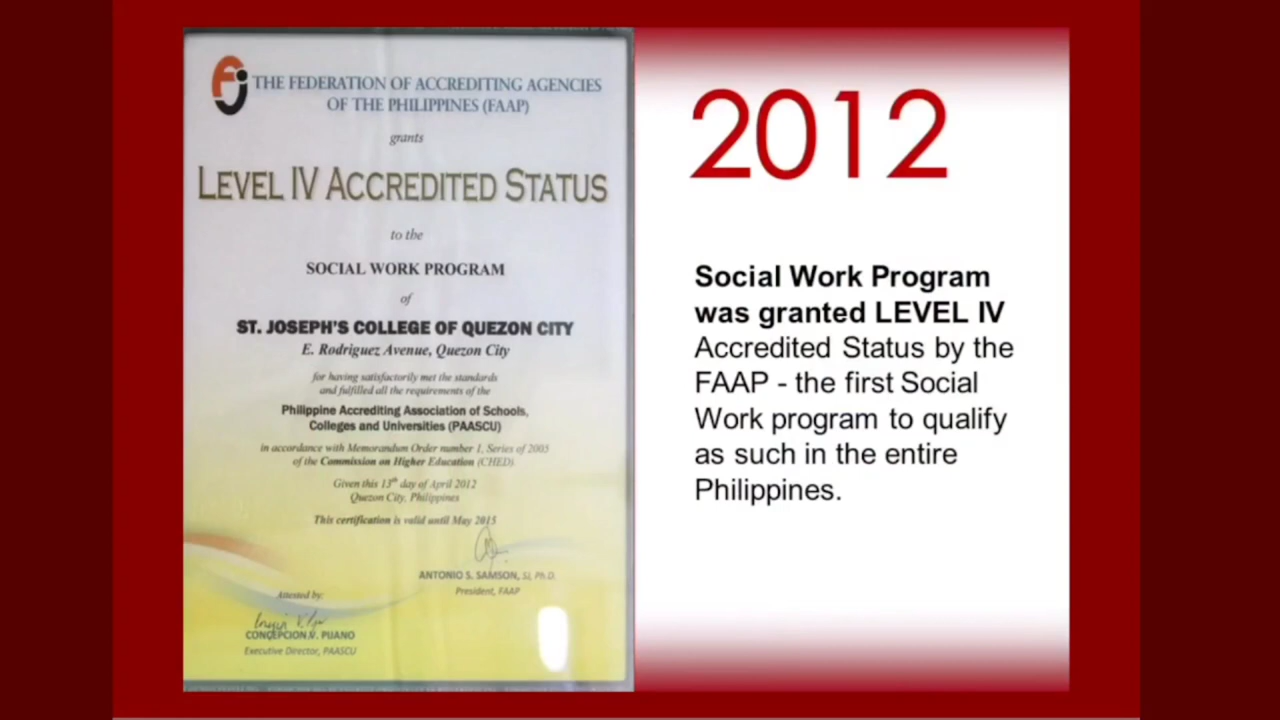 THE FEDERATION OF ACCREDITING AGENCIES
OF THE PHILIPPINES (FAAP)
grants
LEVEL IV ACCREDITED STATUS
to the
SOCIAL WORK PROGRAM
of
ST. JOSEPH'S COLLEGE OF QUEZON CITY
E. Rodriguez Avenue, Quezon City
for having satisfactorily met the standards
and fulfilled all the requirements of the
Philippine Accrediting Association of Schools,
Colleges and Universities (PAASCU)
in accordance with Memorandum Order number 1, Series of 2005
of the Commission on Higher Education (CHED).
Given this 13th day of April 2012
Quezon City, Philippines
This certification is valid until May 2015
ANTONIO S. SAMSON, SJ, Ph.D.
President, FAAP
Attested by:
CONCEPCION V. PIJANO
Executive Director, PAASCU
2012
Social Work Program
was granted LEVEL IV
Accredited Status by the
FAAP - the first Social
Work program to qualify
as such in the entire
Philippines.